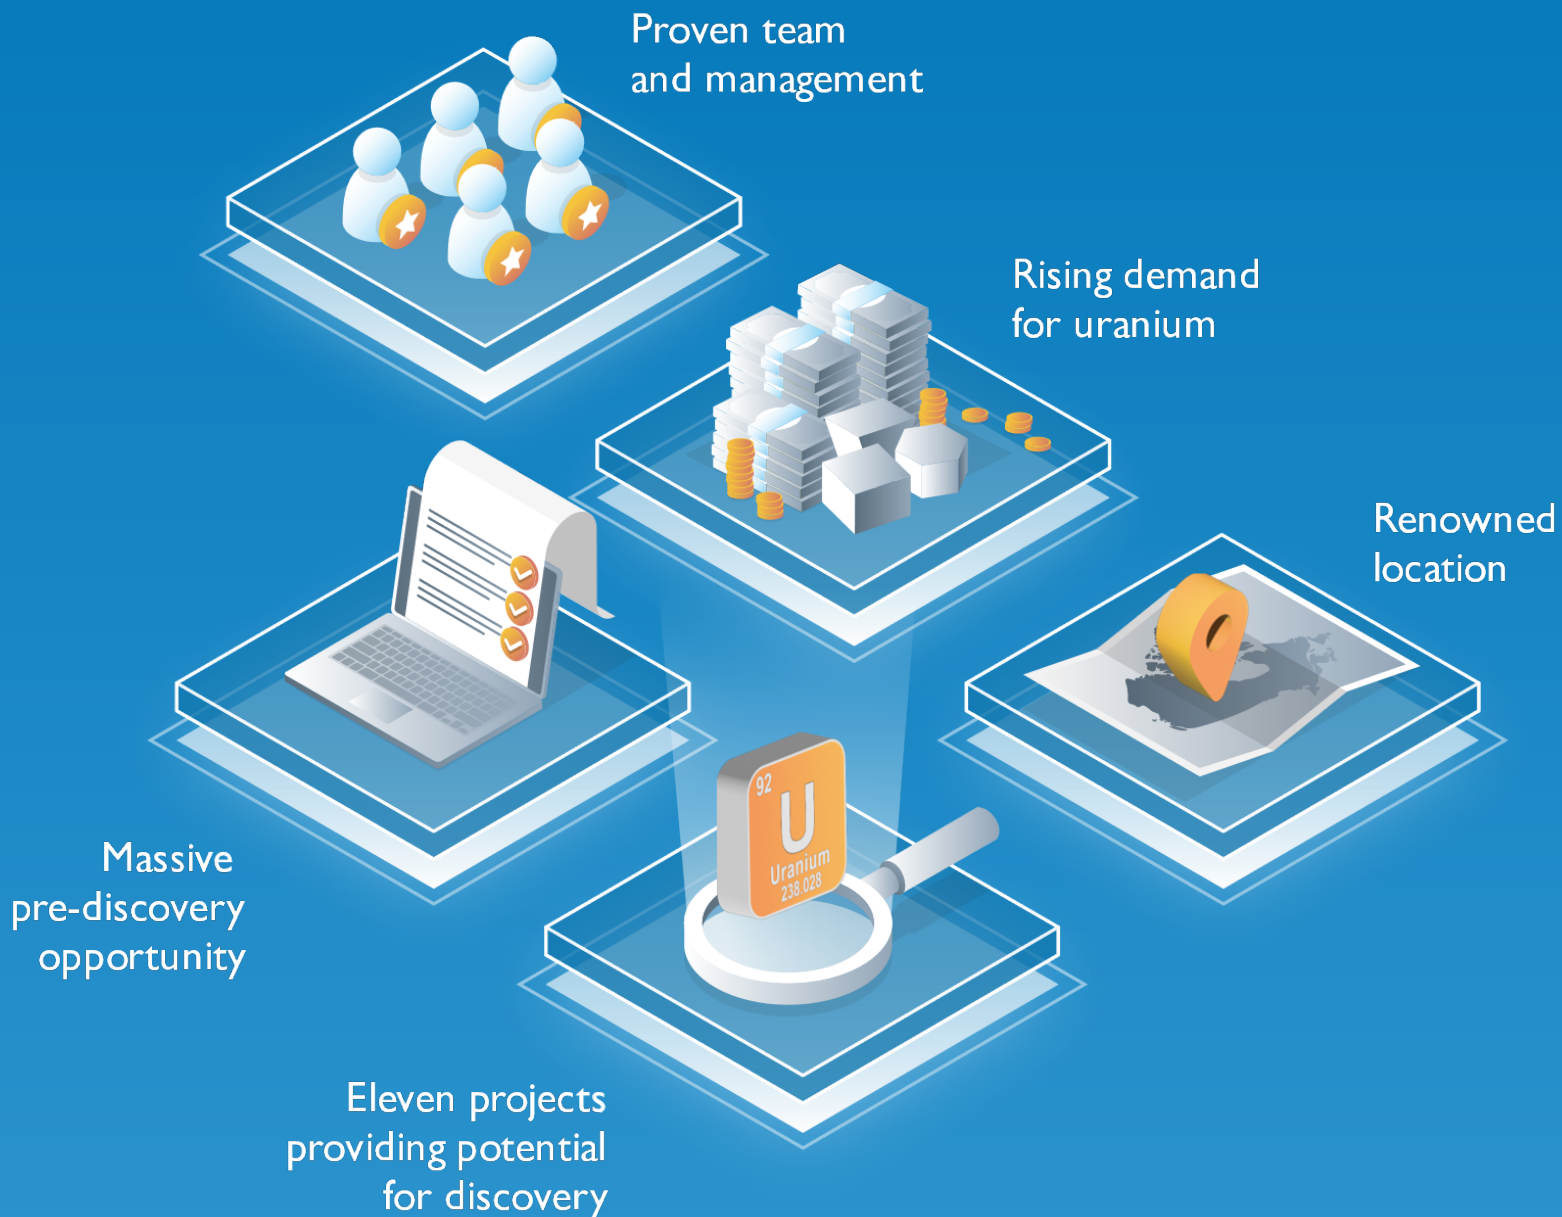 Proven team
and management
Rising demand
for uranium
Renowned
location
Massive
pre-discovery
opportunity
92
U
Uranium
238.028
Eleven projects
providing potential
for discovery